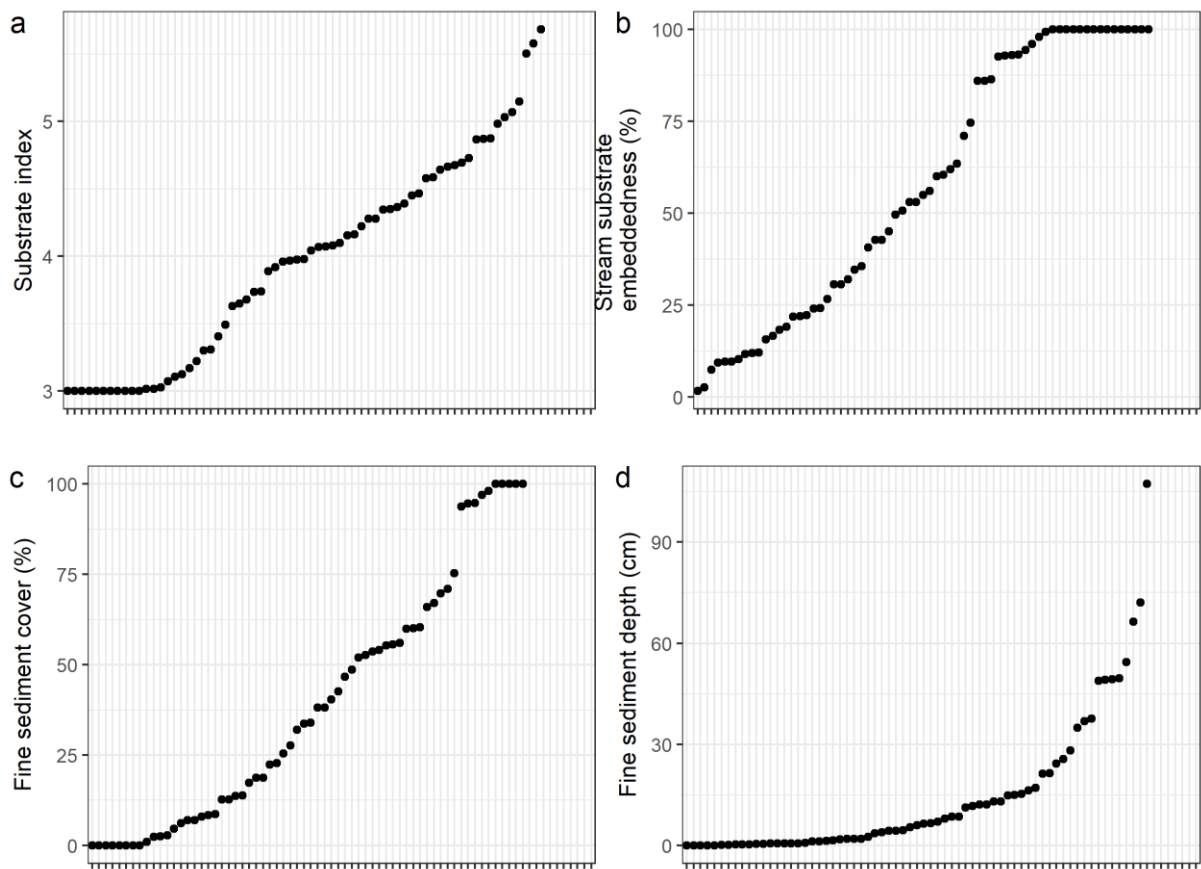 a
Substrate index
5
4
3
b
Stream substrate
embeddedness (%)
100
75
50
25
0
c
Fine sediment cover (%)
100
75
50
25
0
d
Fine sediment depth (cm)
90
60
30
0